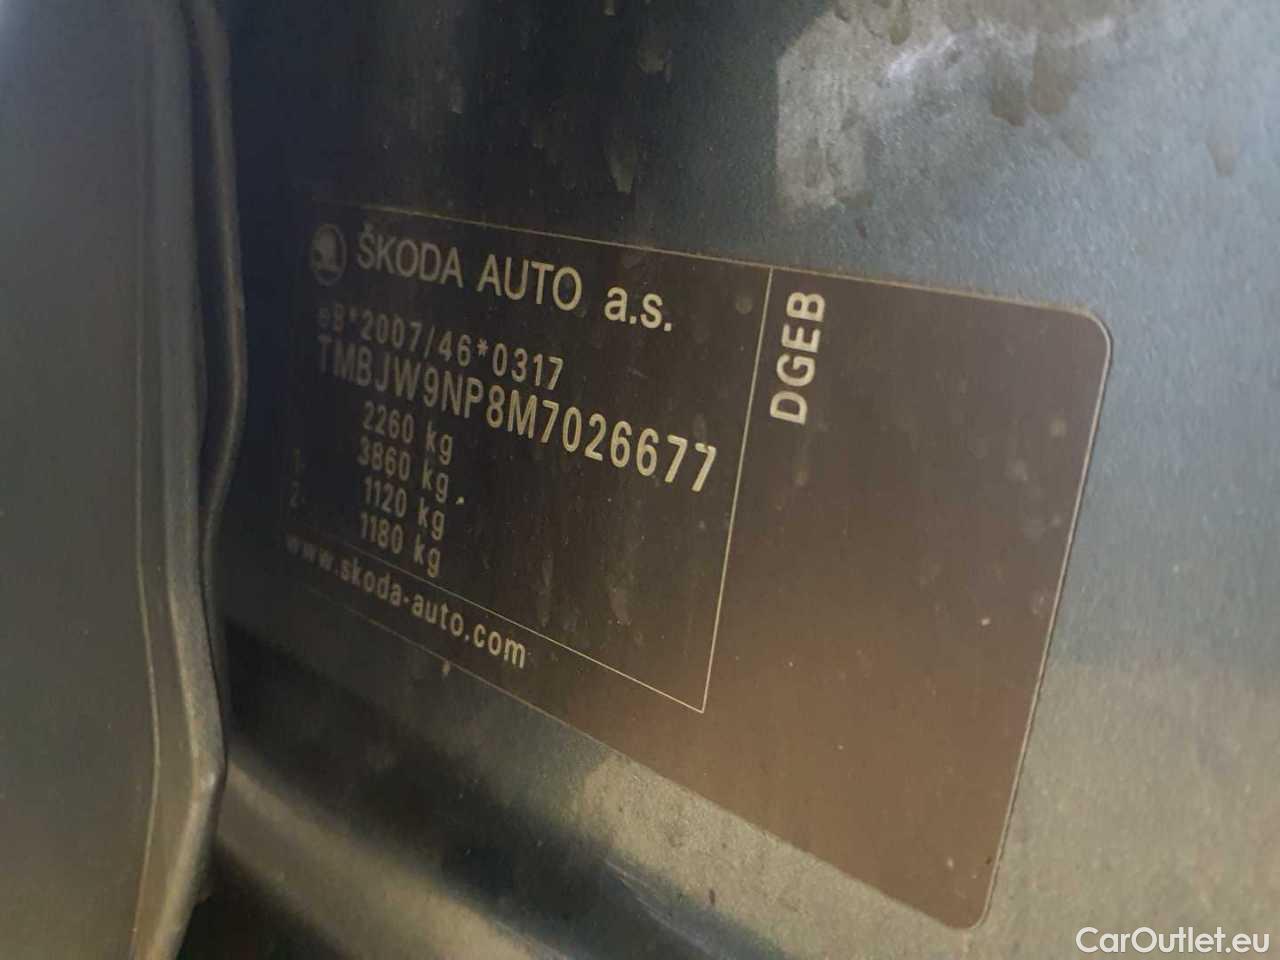 ŠKODA AUTO a.s.
e8*2007/46*0317
TMBJW9NP8M7026677
2260 kg
3860 kg
1120 kg
2- 1180 kg
www.skoda-auto.com
DGEB
CarOutlet.eu